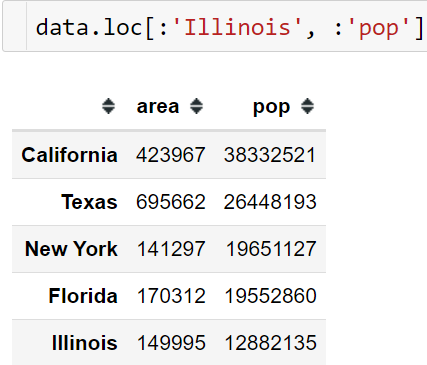 data.loc[:'Illinois', :'pop']
area pop
California 423967 38332521
Texas 695662 26448193
New York 141297 19651127
Florida 170312 19552860
Illinois 149995 12882135